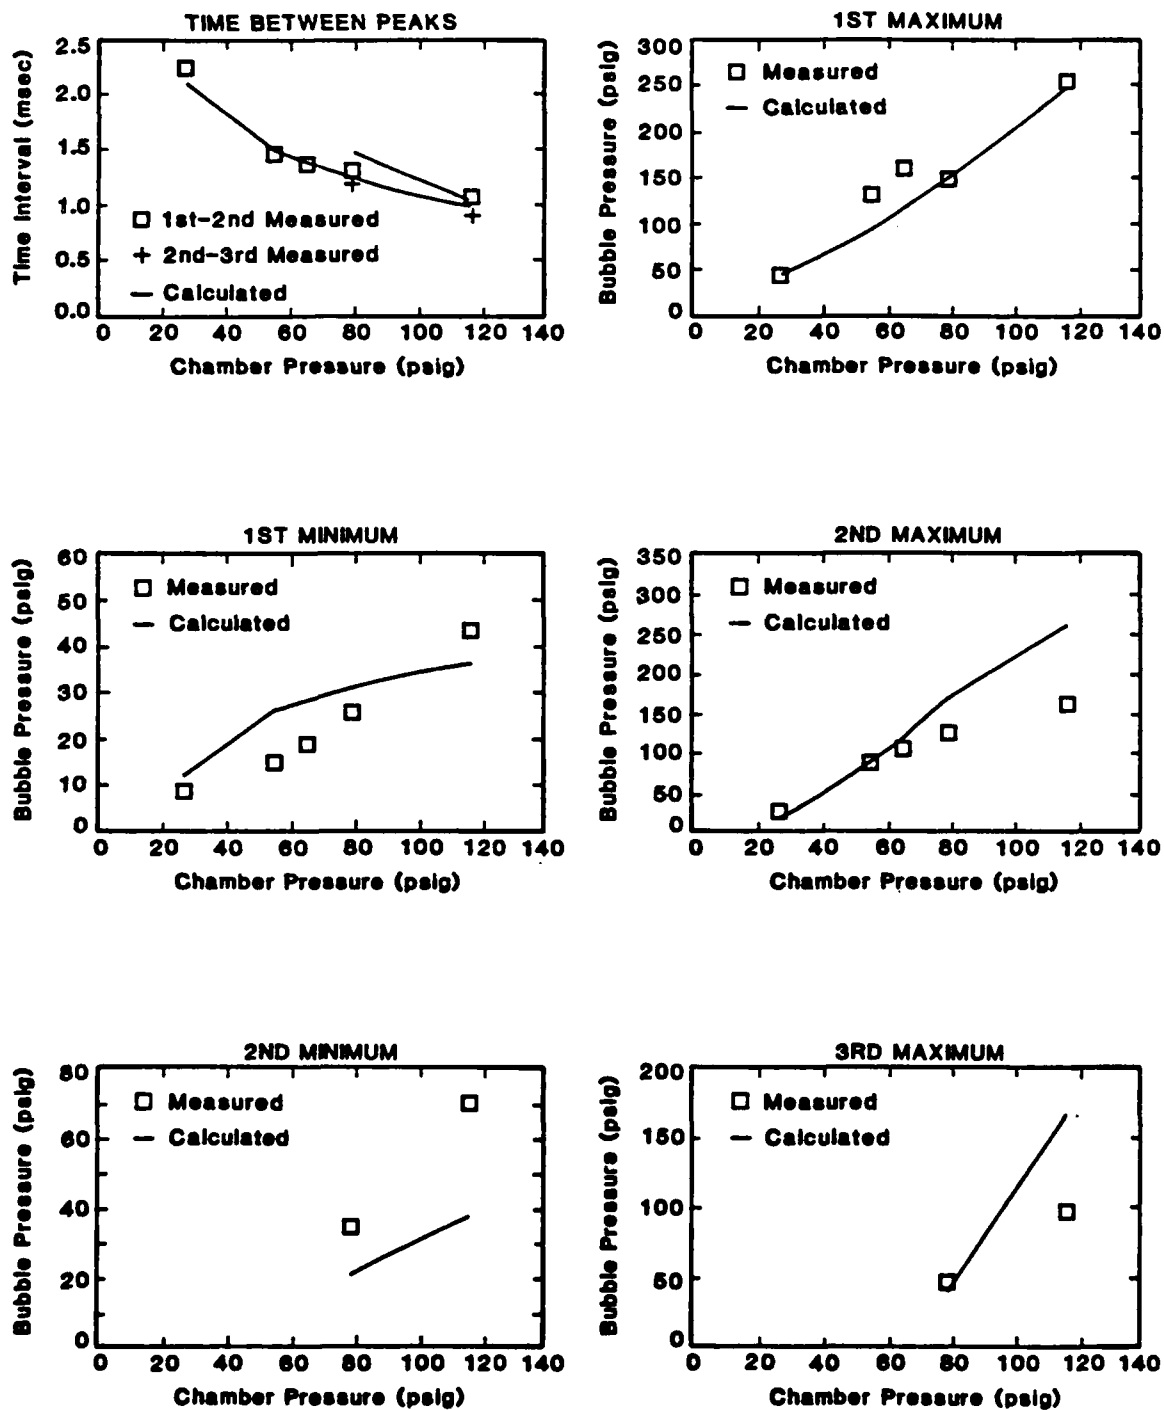 TIME BETWEEN PEAKS
2.5
2.0
1.5
1.0
0.5
0.0
Time Interval (msec)
□ 1st-2nd Measured
+ 2nd-3rd Measured
— Calculated
0 20 40 60 80 100 120 140
Chamber Pressure (psig)
1ST MAXIMUM
300
250
200
150
100
50
0
Bubble Pressure (psig)
□ Measured
— Calculated
0 20 40 60 80 100 120 140
Chamber Pressure (psig)
1ST MINIMUM
60
50
40
30
20
10
0
Bubble Pressure (psig)
□ Measured
— Calculated
0 20 40 60 80 100 120 140
Chamber Pressure (psig)
2ND MAXIMUM
350
300
250
200
150
100
50
0
Bubble Pressure (psig)
□ Measured
— Calculated
0 20 40 60 80 100 120 140
Chamber Pressure (psig)
2ND MINIMUM
80
60
40
20
0
Bubble Pressure (psig)
□ Measured
— Calculated
0 20 40 60 80 100 120 140
Chamber Pressure (psig)
3RD MAXIMUM
200
150
100
50
0
Bubble Pressure (psig)
□ Measured
— Calculated
0 20 40 60 80 100 120 140
Chamber Pressure (psig)